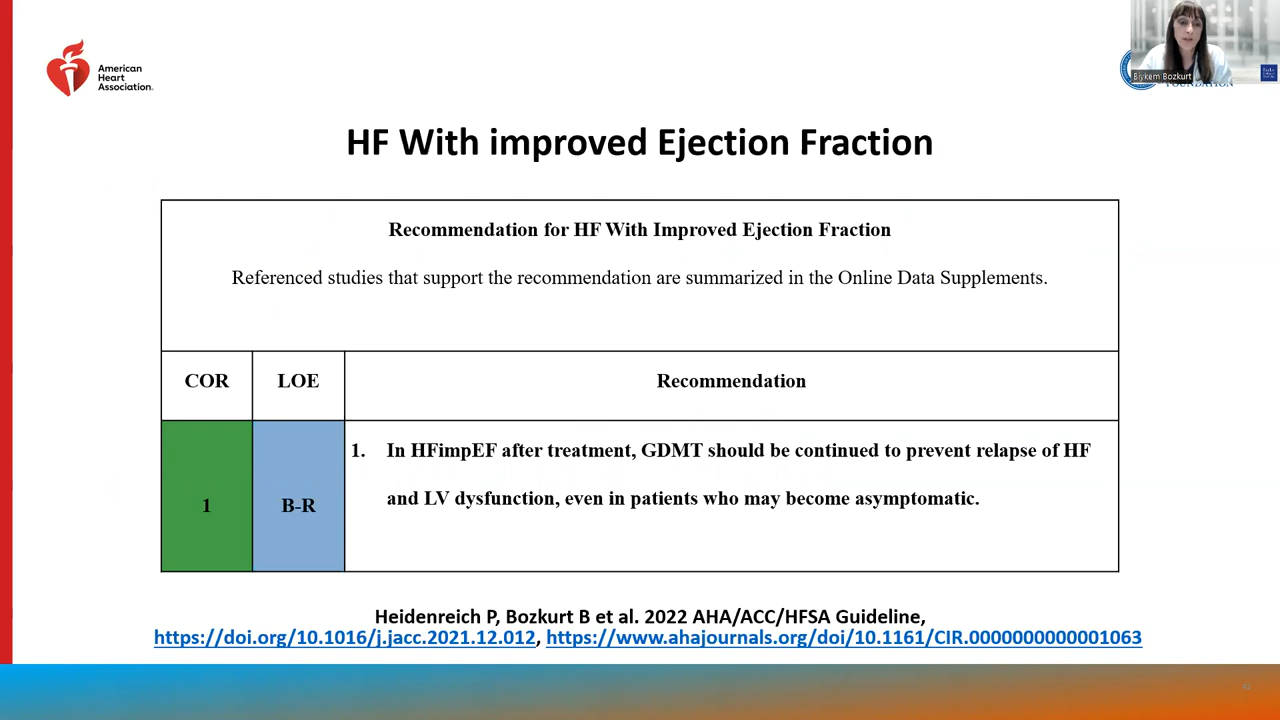 American
Heart
Association.
Biykem Bozkurt
FOUNDATION
HF With improved Ejection Fraction
Recommendation for HF With Improved Ejection Fraction
Referenced studies that support the recommendation are summarized in the Online Data Supplements.
COR
LOE
Recommendation
1
B-R
1. In HFimpEF after treatment, GDMT should be continued to prevent relapse of HF
and LV dysfunction, even in patients who may become asymptomatic.
Heidenreich P, Bozkurt B et al. 2022 AHA/ACC/HFSA Guideline,
https://doi.org/10.1016/j.jacc.2021.12.012, https://www.ahajournals.org/doi/10.1161/CIR.0000000000001063